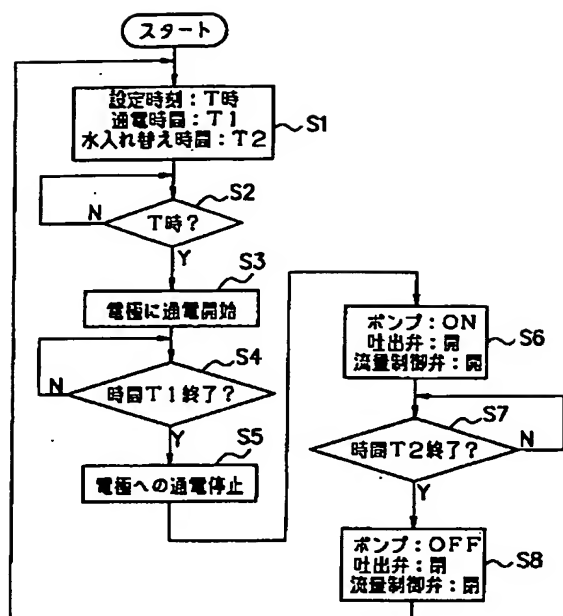 スタート
設定時刻：T時
通電時間：T1
水入れ替え時間：T2
S1
S2
T時？
N
Y
S3
電極に通電開始
S4
時間T1終了？
N
Y
S5
電極への通電停止
ポンプ：ON
吐出弁：開
流量制御弁：開
S6
S7
時間T2終了？
N
Y
ポンプ：OFF
吐出弁：閉
流量制御弁：閉
S8